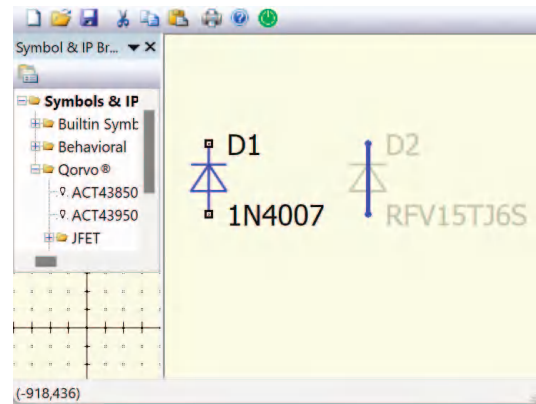 Symbol & IP Br...
Symbols & IP
Builtin Symb
Behavioral
Qorvo®
ACT43850
ACT43950
JFET
D1
1N4007
D2
RFV15TJ6S
(-918,436)